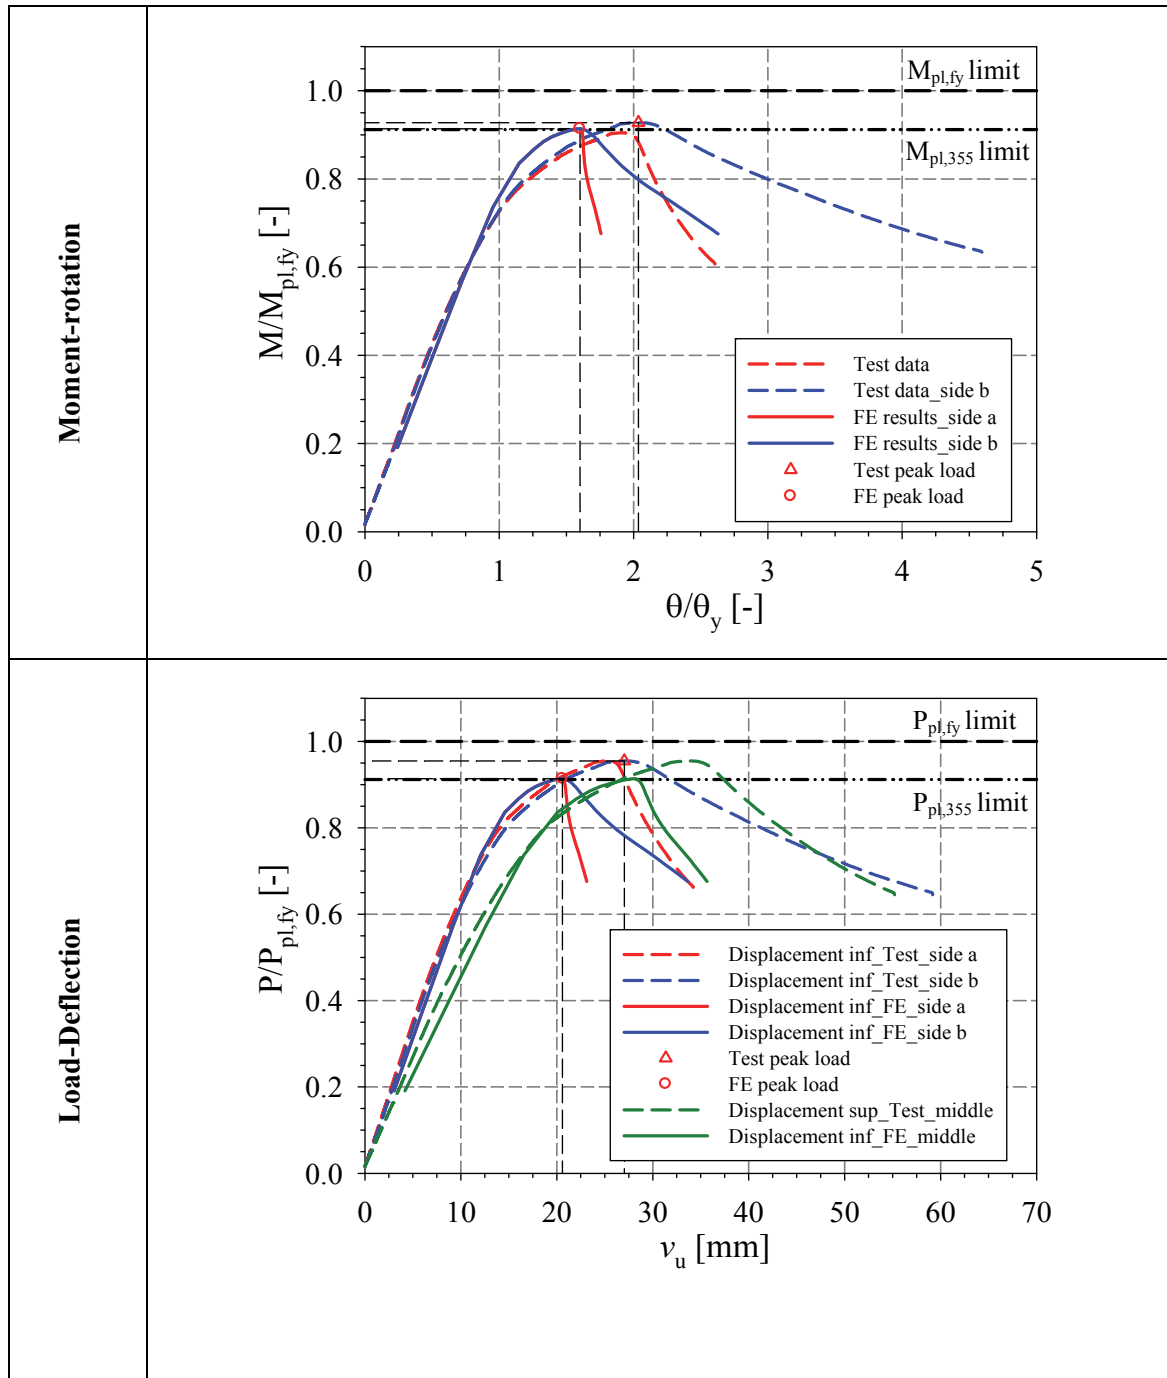 Moment-rotation
M/Mpl,fy [-]
1.0
0.8
0.6
0.4
0.2
0.0
Mpl,fy limit
Mpl,355 limit
Test data
Test data_side b
FE results_side a
FE results_side b
Test peak load
FE peak load
0 1 2 3 4 5
θ/θy [-]
Load-Deflection
P/Ppl,fy [-]
1.0
0.8
0.6
0.4
0.2
0.0
Ppl,fy limit
Ppl,355 limit
Displacement inf_Test_side a
Displacement inf_Test_side b
Displacement inf_FE_side a
Displacement inf_FE_side b
Test peak load
FE peak load
Displacement sup_Test_middle
Displacement inf_FE_middle
0 10 20 30 40 50 60 70
vu [mm]